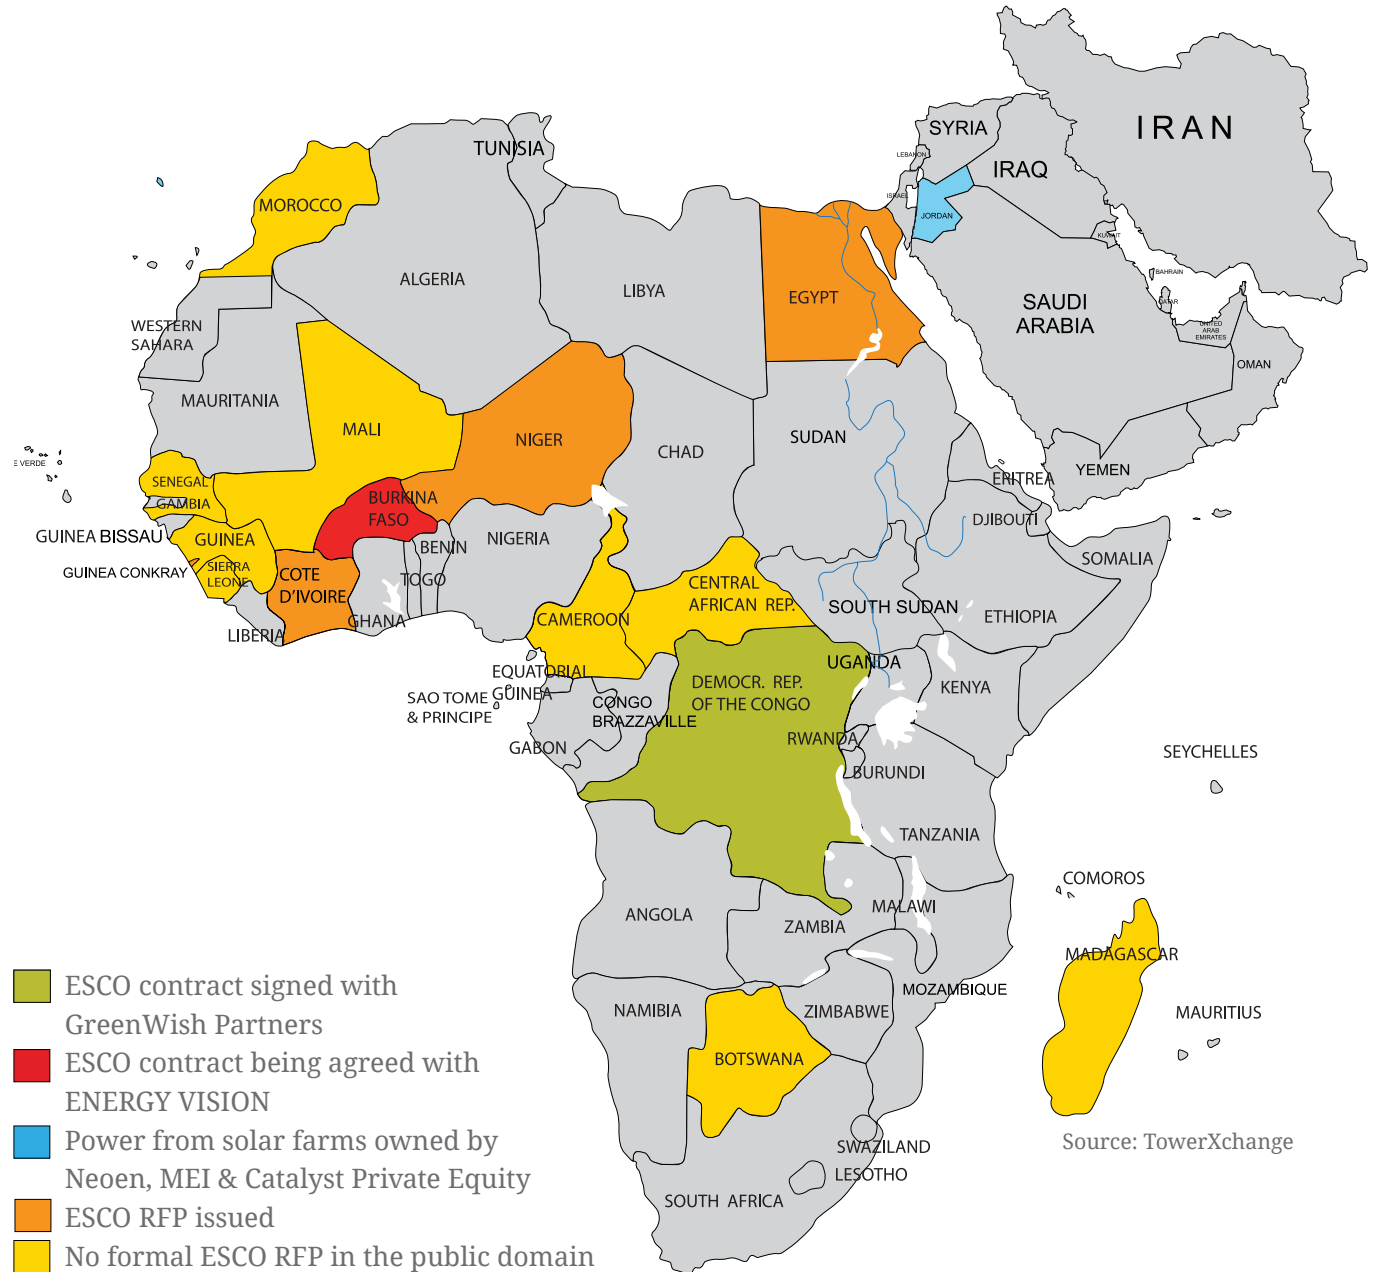 IRAN
SYRIA
TUNISIA
LEBANON
IRAQ
ISRAEL
MOROCCO
JORDAN
KUWAIT
ALGERIA
BAHRAIN
LIBYA
EGYPT
SAUDI
ARABIA
QATAR
WESTERN
SAHARA
UNITED
ARAB
EMIRATES
OMAN
MAURITANIA
MALI
NIGER
SUDAN
CHAD
E VERDE
YEMEN
ERITREA
SENEGAL
GAMBIA
BURKINA
FASO
DJIBOUTI
GUINEA BISSAU
GUINEA
NIGERIA
BENIN
SOMALIA
GUINEA CONKRAY
SIERRA
LEONE
COTE
D'IVOIRE
TOGO
CENTRAL
AFRICAN REP.
SOUTH SUDAN
ETHIOPIA
LIBERIA
GHANA
CAMEROON
UGANDA
EQUATORIAL
GUINEA
DEMOCR. REP.
OF THE CONGO
KENYA
SAO TOME
& PRINCIPE
CONGO
BRAZZAVILLE
GABON
RWANDA
SEYCHELLES
BURUNDI
TANZANIA
COMOROS
ANGOLA
MALAWI
ZAMBIA
MADAGASCAR
MOZAMBIQUE
NAMIBIA
ZIMBABWE
MAURITIUS
BOTSWANA
SWAZILAND
LESOTHO
SOUTH AFRICA
Source: TowerXchange
ESCO contract signed with
GreenWish Partners
ESCO contract being agreed with
ENERGY VISION
Power from solar farms owned by
Neoen, MEI & Catalyst Private Equity
ESCO RFP issued
No formal ESCO RFP in the public domain